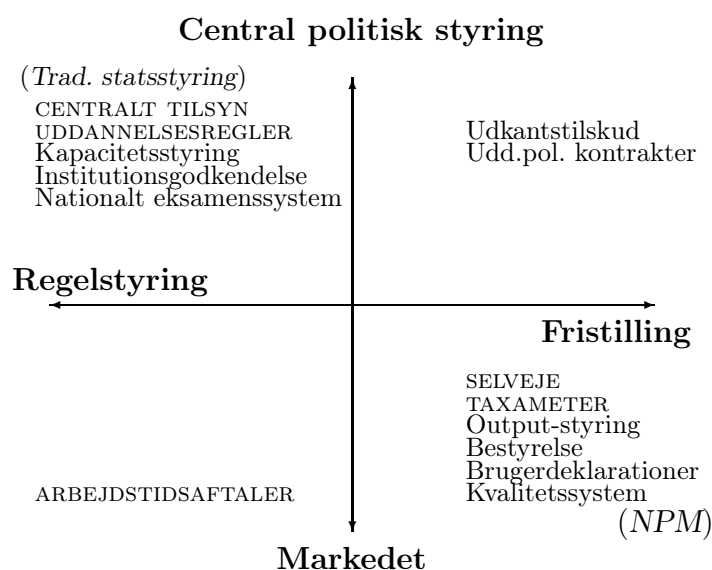 Central politisk styring
(Trad. statsstyring)
CENTRALT TILSYN
UDDANNELSESREGLER
Kapacitetsstyring
Institutionsgodkendelse
Nationalt eksamenssystem
Udkantstilskud
Udd.pol. kontrakter
Regelstyring
Fristilling
SELVEJE
TAXAMETER
Output-styring
Bestyrelse
Brugerdeklarationer
Kvalitetssystem
(NPM)
ARBEJDSTIDSAFTALER
Markedet